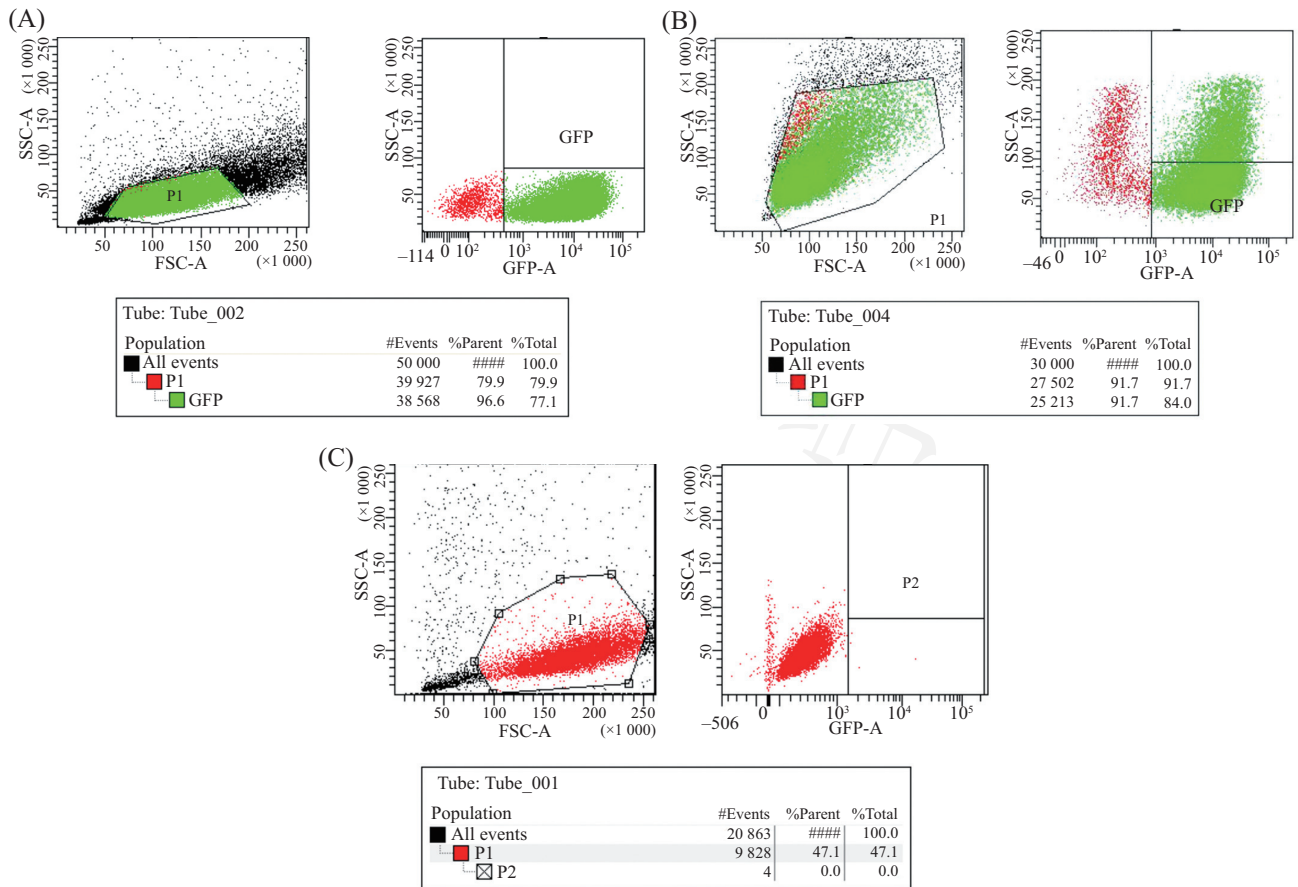 (A)
SSC-A
(×1 000)
50 100 150 200 250
P1
50 100 150 200 250
FSC-A
(×1 000)
SSC-A
(×1 000)
50 100 150 200 250
GFP
−114 0 10² 10³ 10⁴ 10⁵
GFP-A
Tube: Tube_002
Population #Events %Parent %Total
All events 50 000 #### 100.0
P1 39 927 79.9 79.9
GFP 38 568 96.6 77.1
(B)
SSC-A
(×1 000)
50 100 150 200 250
P1
50 100 150 200 250
FSC-A
(×1 000)
SSC-A
(×1 000)
50 100 150 200 250
GFP
−46 0 10² 10³ 10⁴ 10⁵
GFP-A
Tube: Tube_004
Population #Events %Parent %Total
All events 30 000 #### 100.0
P1 27 502 91.7 91.7
GFP 25 213 91.7 84.0
(C)
SSC-A
(×1 000)
50 100 150 200 250
P1
50 100 150 200 250
FSC-A
(×1 000)
SSC-A
(×1 000)
50 100 150 200 250
P2
−506 0 10³ 10⁴ 10⁵
GFP-A
Tube: Tube_001
Population #Events %Parent %Total
All events 20 863 #### 100.0
P1 9 828 47.1 47.1
P2 4 0.0 0.0